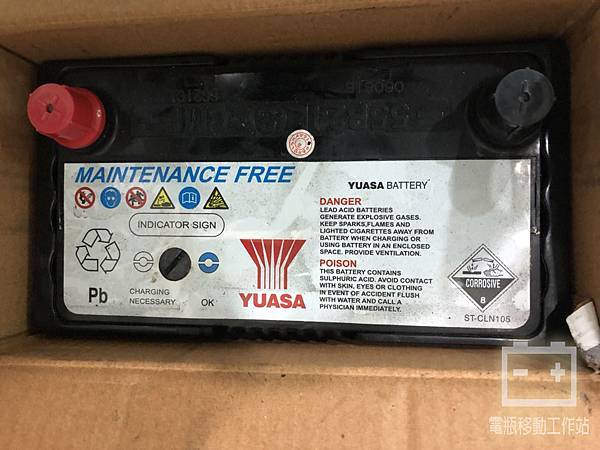 MAINTENANCE FREE
INDICATOR SIGN
Pb
CHARGING
NECESSARY
OK
YUASA
YUASA BATTERY
DANGER
LEAD ACID BATTERIES
GENERATE EXPLOSIVE GASES.
KEEP SPARKS,FLAMES AND
LIGHTED CIGARETTES AWAY FROM
BATTERY WHEN CHARGING OR
USING BATTERY IN AN ENCLOSED
SPACE. PROVIDE VENTILATION.
POISON
THIS BATTERY CONTAINS
SULPHURIC ACID. AVOID CONTACT
WITH SKIN, EYES OR CLOTHING
IN EVENT OF ACCIDENT FLUSH
WITH WATER AND CALL A
PHYSICIAN IMMEDIATELY.
CORROSIVE
8
ST-CLN105
電瓶移動工作站